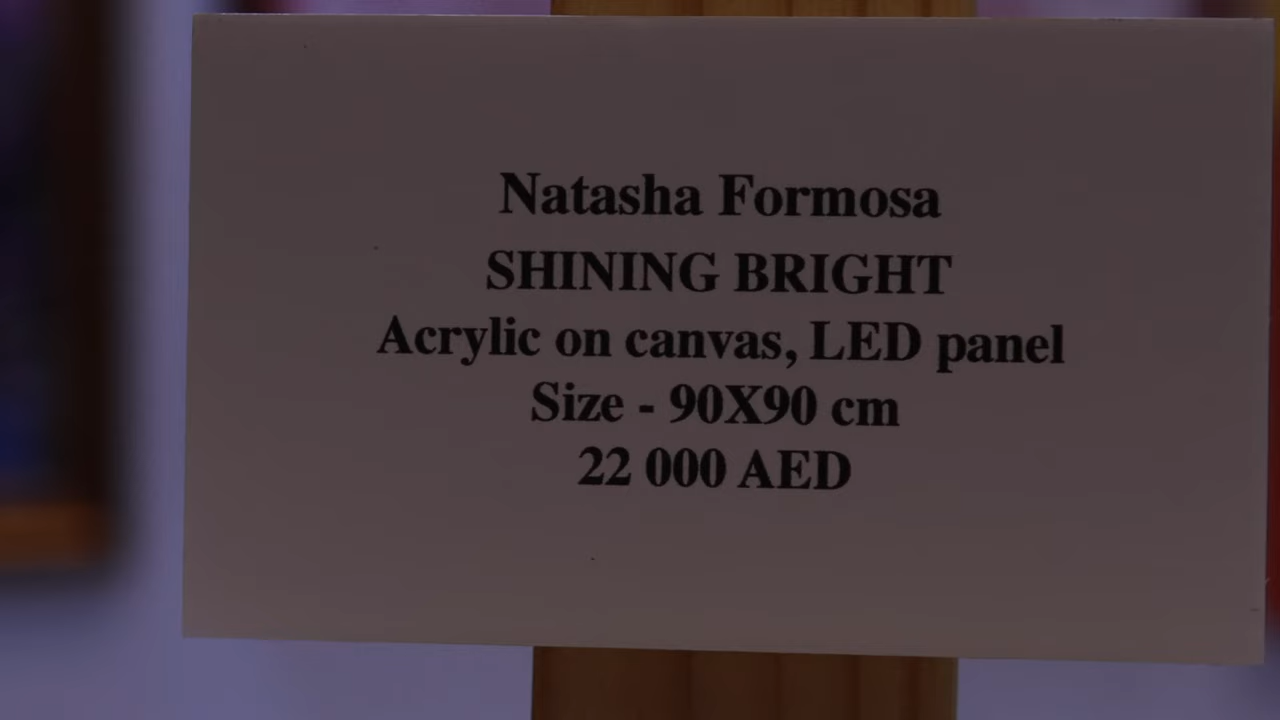 Natasha Formosa
SHINING BRIGHT
Acrylic on canvas, LED panel
Size - 90X90 cm
22 000 AED